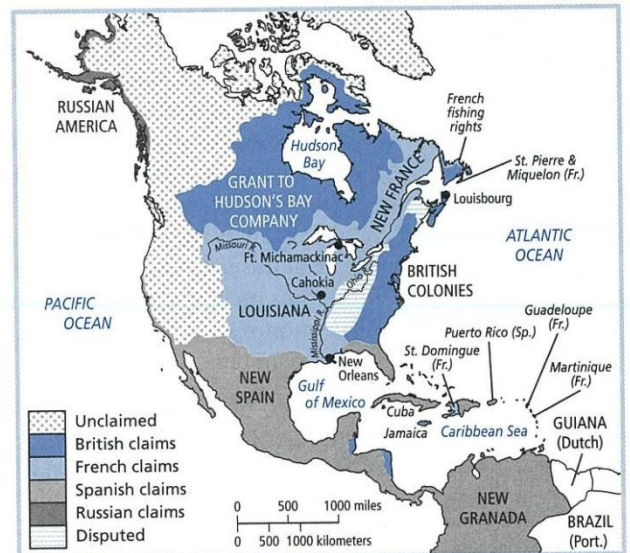 RUSSIAN
AMERICA
Hudson
Bay
GRANT TO
HUDSON'S BAY
COMPANY
NEW FRANCE
French
fishing
rights
St. Pierre &
Miquelon (Fr.)
Louisbourg
Missouri R.
Ft. Michamackinac
Cahokia
Ohio R.
LOUISIANA
Mississippi R.
BRITISH
COLONIES
ATLANTIC
OCEAN
PACIFIC
OCEAN
New
Orleans
NEW
SPAIN
Gulf
of Mexico
Cuba
Jamaica
St. Domingue
(Fr.)
Puerto Rico (Sp.)
Guadeloupe
(Fr.)
Martinique
(Fr.)
Caribbean Sea
GUIANA
(Dutch)
NEW
GRANADA
BRAZIL
(Port.)
Unclaimed
British claims
French claims
Spanish claims
Russian claims
Disputed
0 500 1000 miles
0 500 1000 kilometers